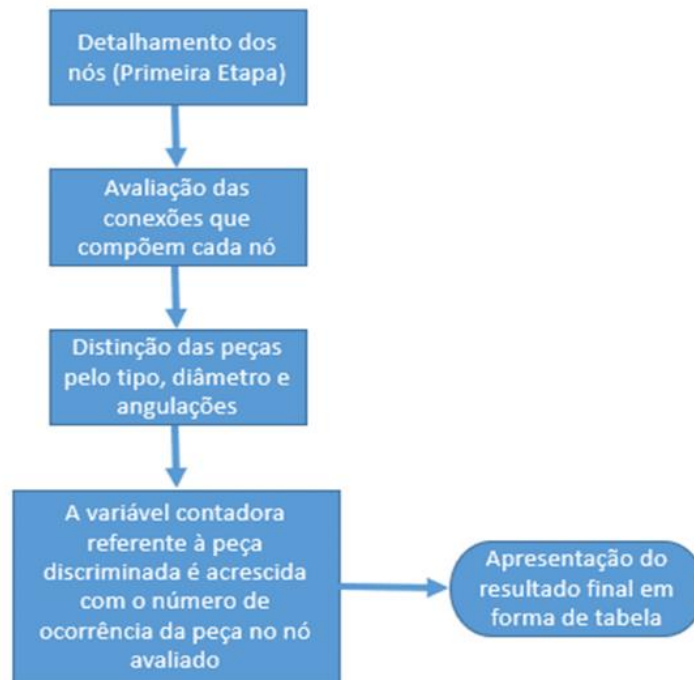 Detalhamento dos
nós (Primeira Etapa)
Avaliação das
conexões que
compõem cada nó
Distinção das peças
pelo tipo, diâmetro e
angulações
A variável contadora
referente à peça
discriminada é acrescida
com o número de
ocorrência da peça no nó
avaliado
Apresentação do
resultado final em
forma de tabela